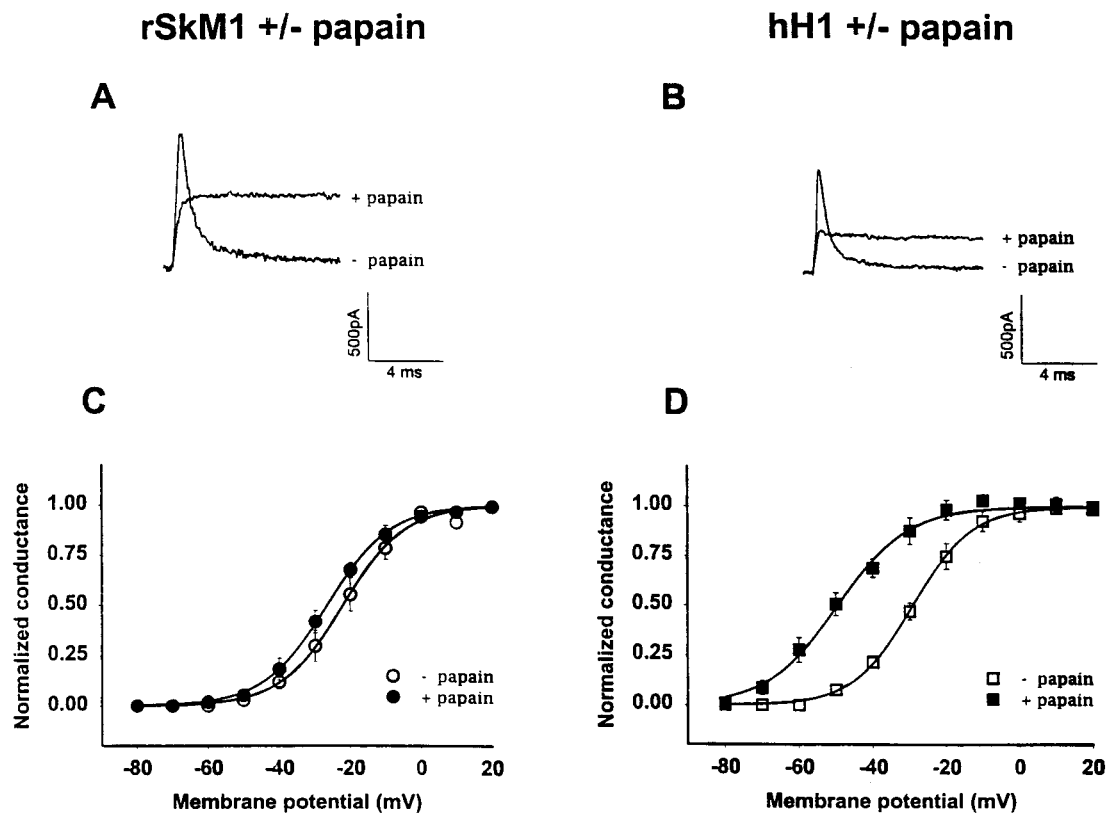 rSkM1 +/- papain
hH1 +/- papain
A
+ papain
- papain
500pA
4 ms
B
+ papain
- papain
500pA
4 ms
C
Normalized conductance
1.00
0.75
0.50
0.25
0.00
- papain
+ papain
-80 -60 -40 -20 0 20
Membrane potential (mV)
D
Normalized conductance
1.00
0.75
0.50
0.25
0.00
- papain
+ papain
-80 -60 -40 -20 0 20
Membrane potential (mV)